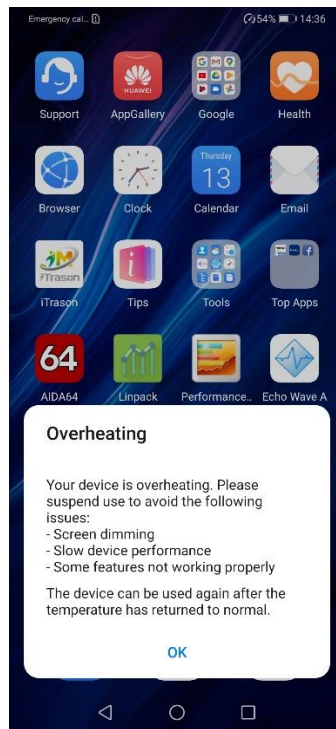 Emergency cal... 54% 14:36
HUAWEI
Support AppGallery Google Health
Thursday
13
Browser Clock Calendar Email
iTrason
iTrason Tips Tools Top Apps
64
AIDA64 Linpack Performance.. Echo Wave A
Overheating
Your device is overheating. Please
suspend use to avoid the following
issues:
- Screen dimming
- Slow device performance
- Some features not working properly
The device can be used again after the
temperature has returned to normal.
OK